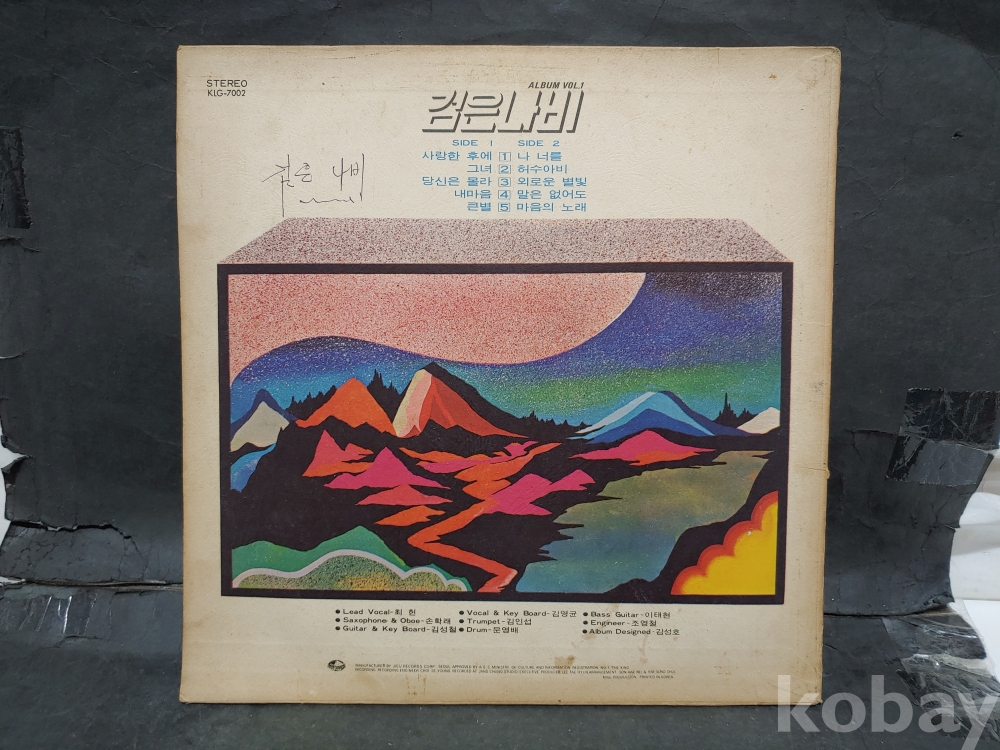 STEREO
KLG-7002
ALBUM VOL.1
검은나비
SIDE 1 SIDE 2
사랑한 후에 1 나 너를
그녀 2 허수아비
당신은 몰라 3 외로운 별빛
내마음 4 말은 없어도
큰별 5 마음의 노래
검은 나비
● Lead Vocal-최 헌 ● Vocal & Key Board-김영균 ● Bass Guitar-이태현
● Saxophone & Oboe-손학래 ● Trumpet-김인섭 ● Engineer-조영철
● Guitar & Key Board-김성철 ● Drum-문영배 ● Album Designed-김성호
kobay